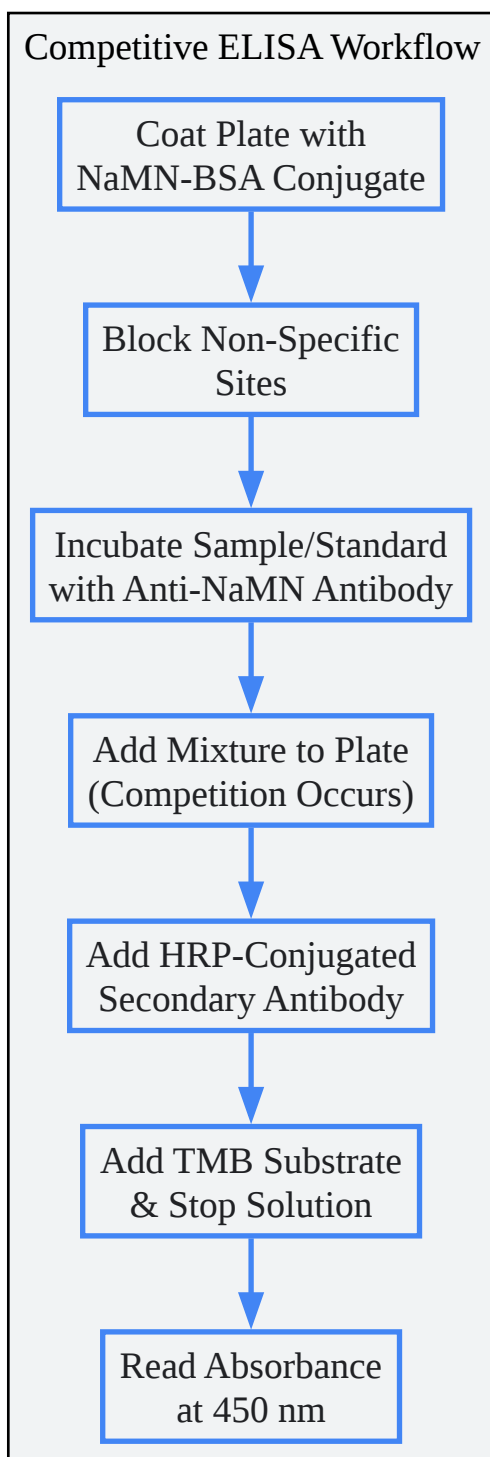 Competitive ELISA Workflow
Coat Plate with
NaMN-BSA Conjugate
Block Non-Specific
Sites
Incubate Sample/Standard
with Anti-NaMN Antibody
Add Mixture to Plate
(Competition Occurs)
Add HRP-Conjugated
Secondary Antibody
Add TMB Substrate
& Stop Solution
Read Absorbance
at 450 nm